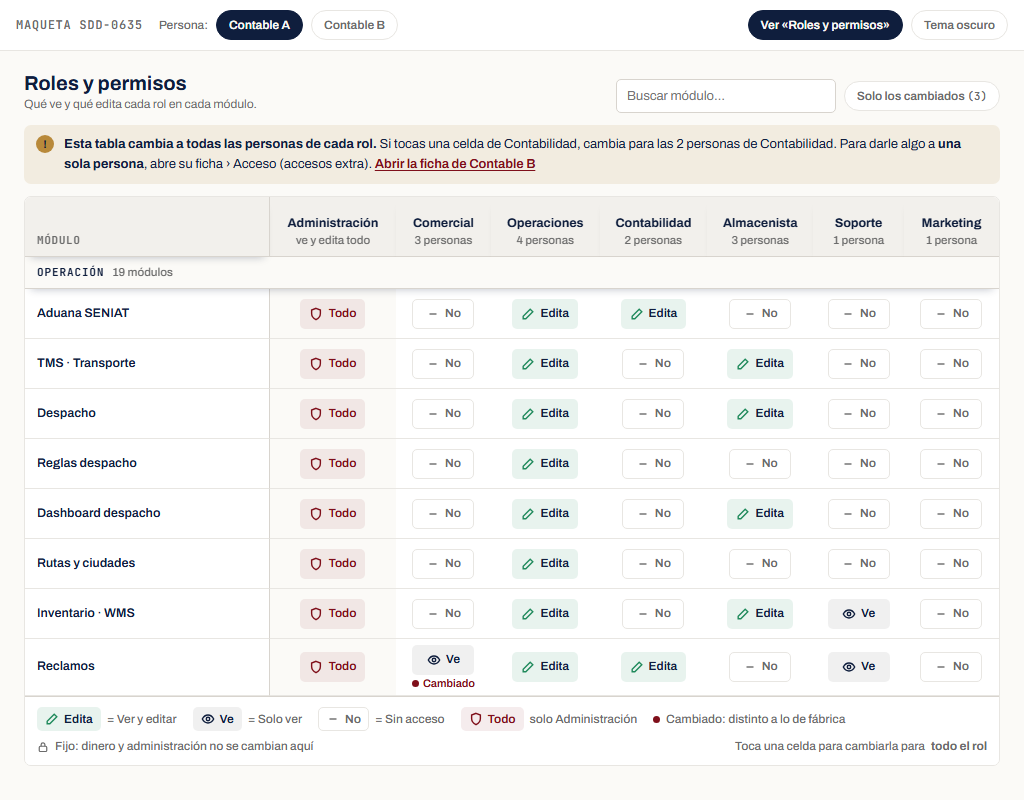 MAQUETA SDD-0635 Persona: Contable A Contable B Ver «Roles y permisos» Tema oscuro
Roles y permisos
Qué ve y qué edita cada rol en cada módulo.
Buscar módulo... Solo los cambiados (3)
! Esta tabla cambia a todas las personas de cada rol. Si tocas una celda de Contabilidad, cambia para las 2 personas de Contabilidad. Para darle algo a una
sola persona, abre su ficha › Acceso (accesos extra). Abrir la ficha de Contable B
Administración Comercial Operaciones Contabilidad Almacenista Soporte Marketing
MÓDULO ve y edita todo 3 personas 4 personas 2 personas 3 personas 1 persona 1 persona
OPERACIÓN 19 módulos
Aduana SENIAT Todo – No Edita Edita – No – No – No
TMS · Transporte Todo – No Edita – No Edita – No – No
Despacho Todo – No Edita – No Edita – No – No
Reglas despacho Todo – No Edita – No – No – No – No
Dashboard despacho Todo – No Edita – No Edita – No – No
Rutas y ciudades Todo – No Edita – No – No – No – No
Inventario · WMS Todo – No Edita – No Edita Ve – No
Reclamos Todo Ve Edita Edita – No Ve – No
Cambiado
Edita = Ver y editar Ve = Solo ver – No = Sin acceso Todo solo Administración Cambiado: distinto a lo de fábrica
Fijo: dinero y administración no se cambian aquí Toca una celda para cambiarla para todo el rol